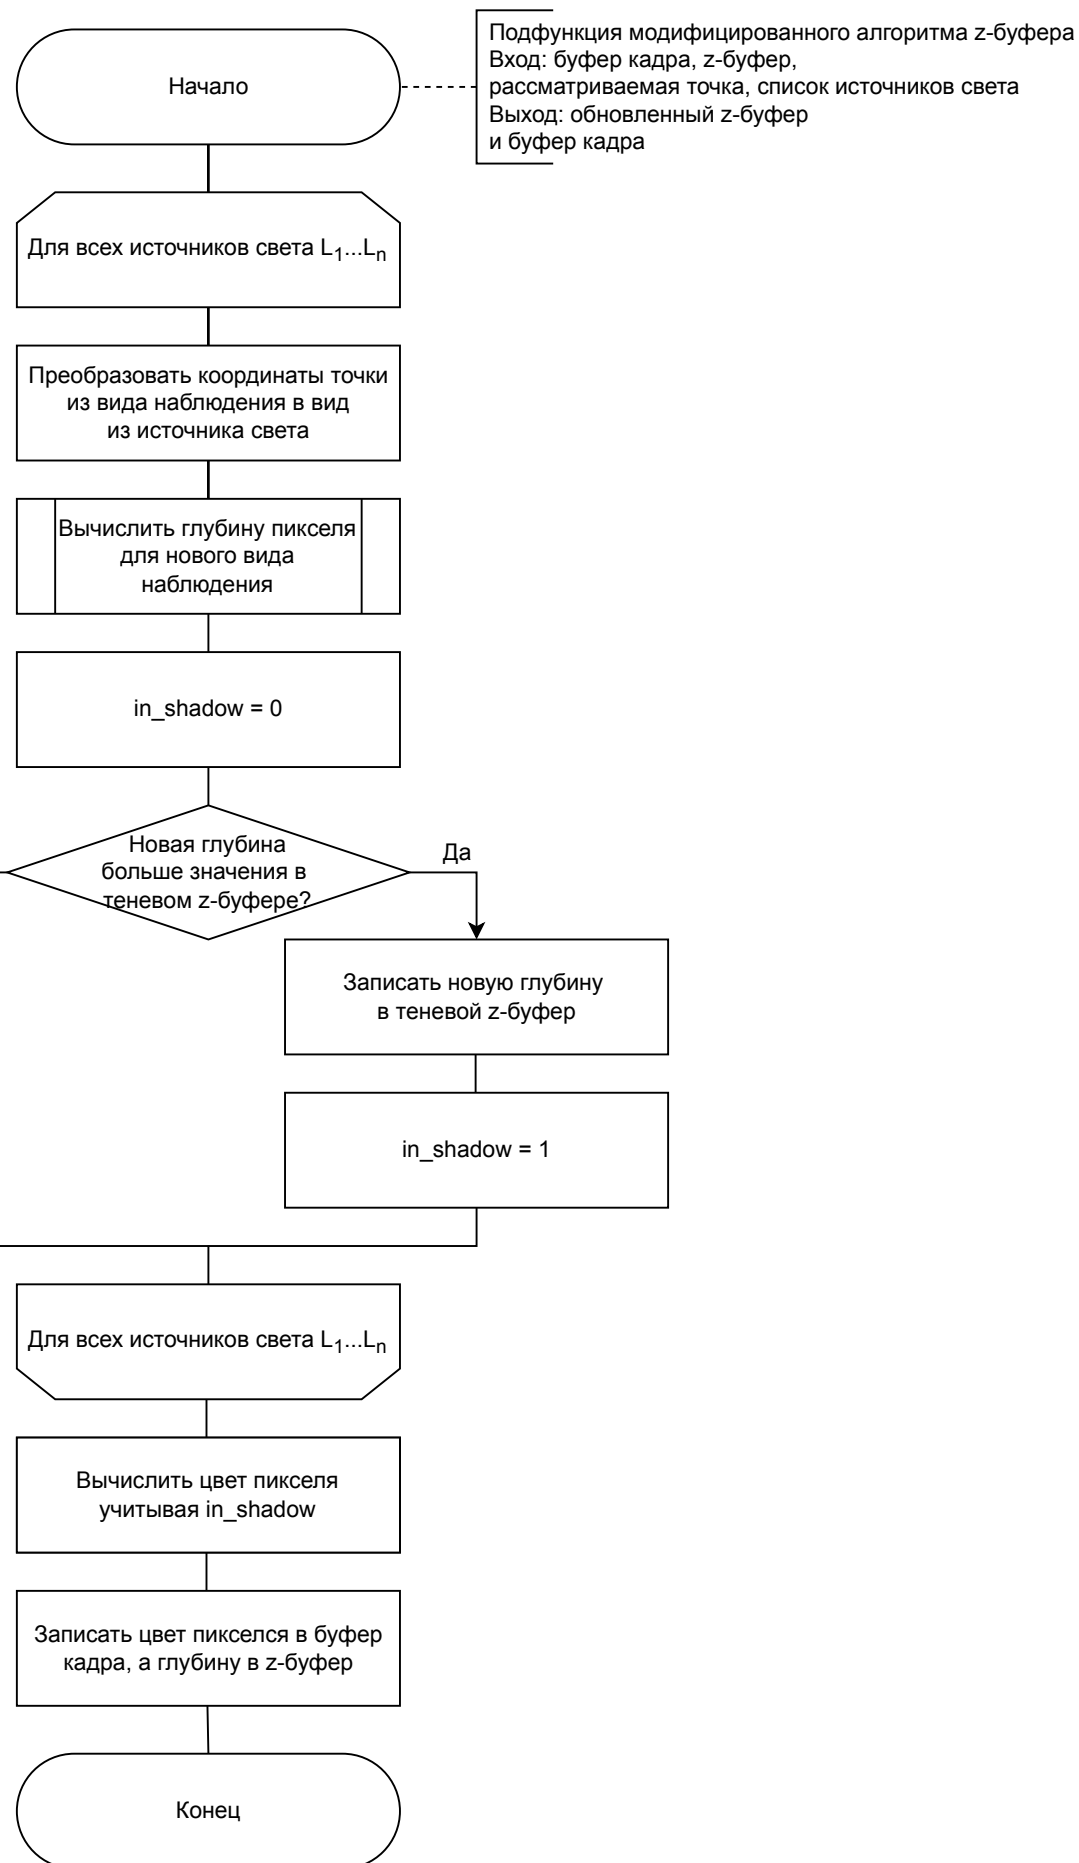 Начало
Подфункция модифицированного алгоритма z-буфера
Вход: буфер кадра, z-буфер,
рассматриваемая точка, список источников света
Выход: обновленный z-буфер
и буфер кадра
Для всех источников света L₁...Lₙ
Преобразовать координаты точки
из вида наблюдения в вид
из источника света
Вычислить глубину пикселя
для нового вида
наблюдения
in_shadow = 0
Новая глубина
больше значения в
теневом z-буфере?
Да
Записать новую глубину
в теневой z-буфер
in_shadow = 1
Для всех источников света L₁...Lₙ
Вычислить цвет пикселя
учитывая in_shadow
Записать цвет пикселся в буфер
кадра, а глубину в z-буфер
Конец